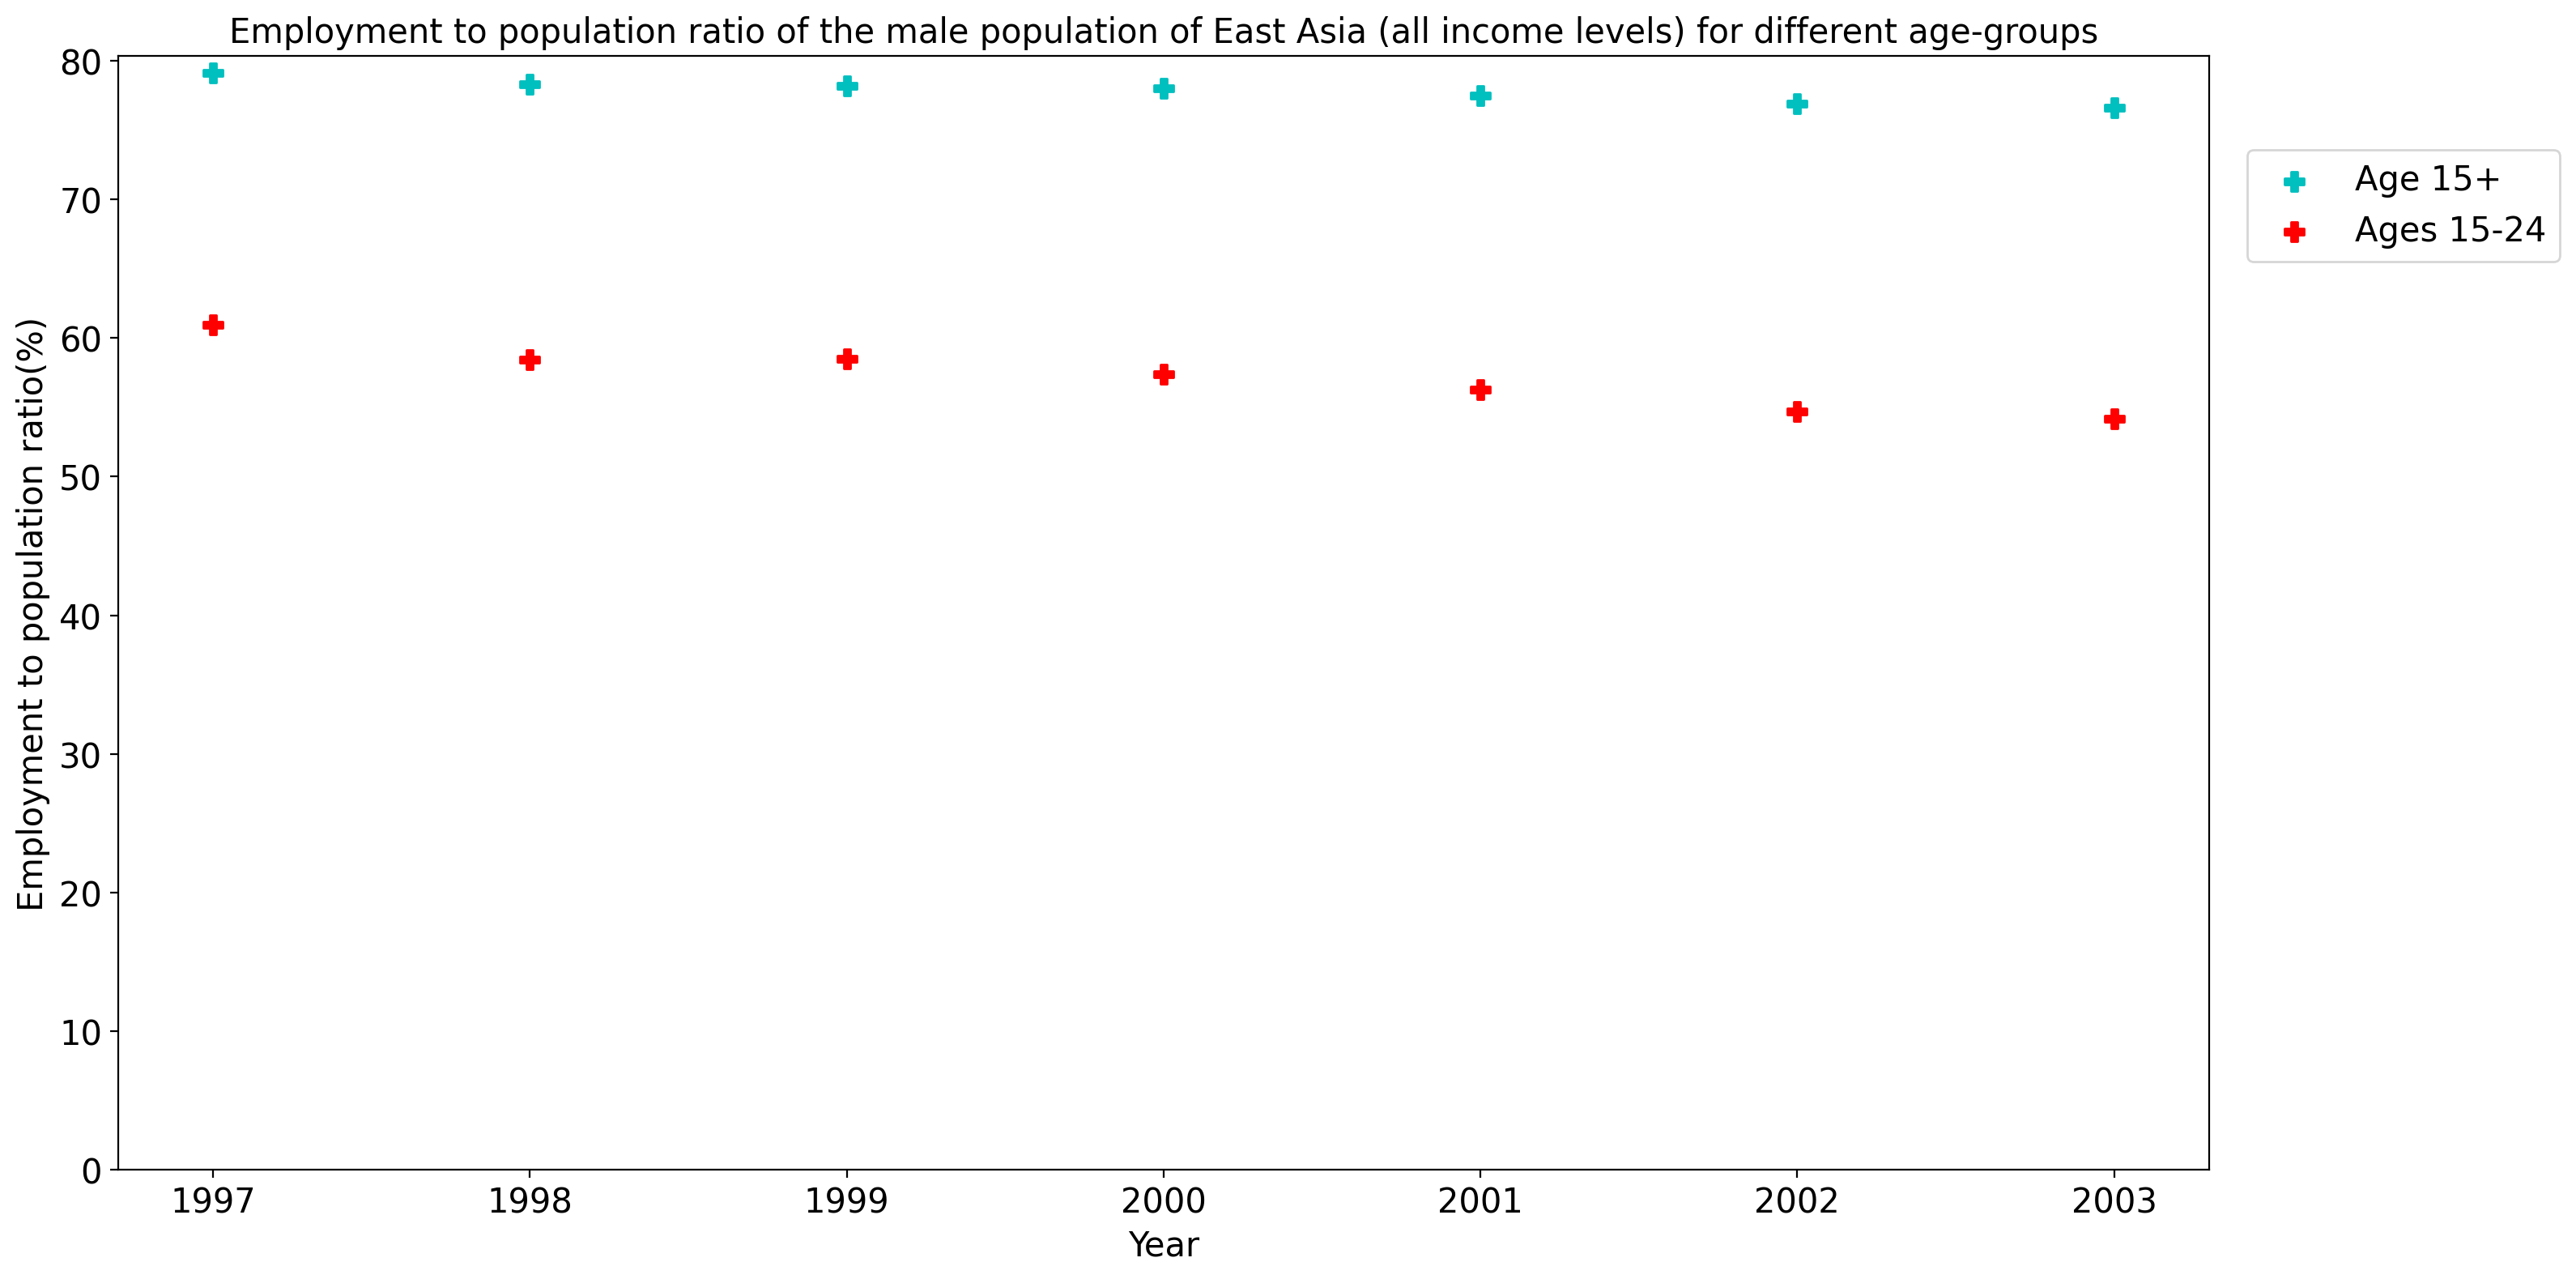 Employment to population ratio of the male population of East Asia (all income levels) for different age-groups
80
70
60
50
40
30
20
10
0
Employment to population ratio(%)
1997 1998 1999 2000 2001 2002 2003
Year
Age 15+
Ages 15-24